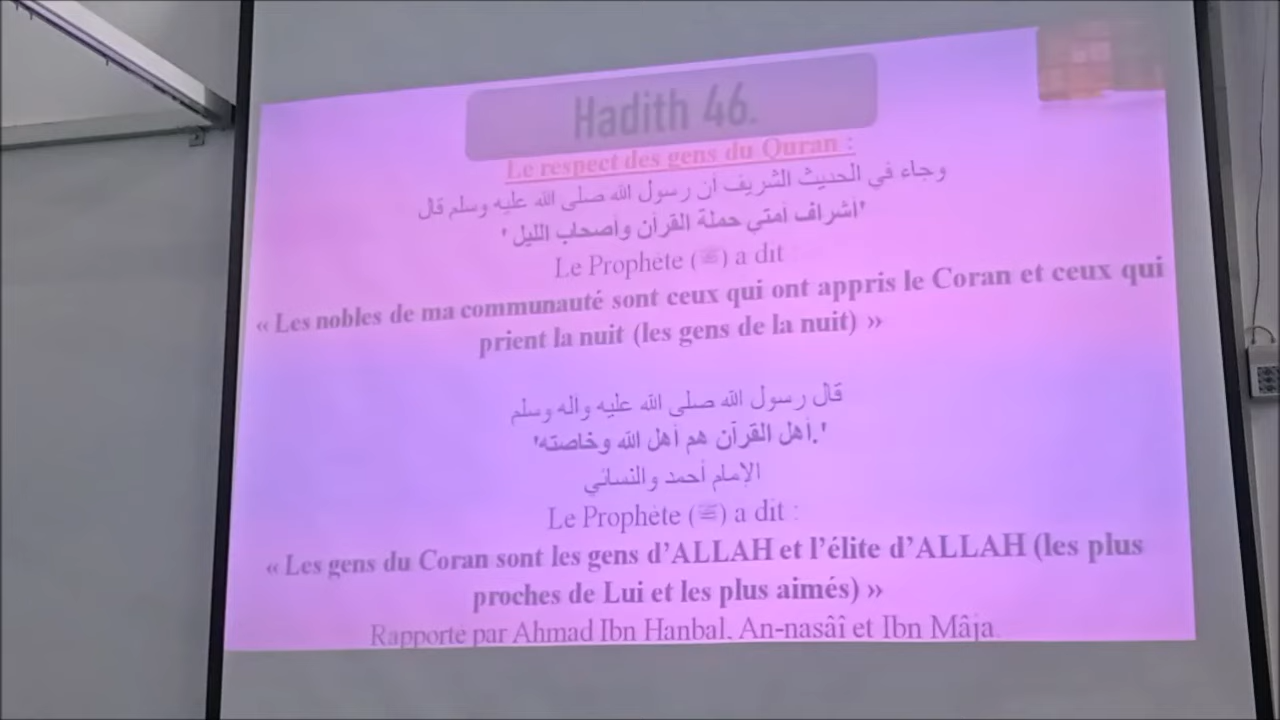 Hadith 46.
Le respect des gens du Quran :
وجاء في الحديث الشريف أن رسول الله صلى الله عليه وسلم قال
'أشراف أمتي حملة القرآن وأصحاب الليل '
Le Prophète (ﷺ) a dit
« Les nobles de ma communauté sont ceux qui ont appris le Coran et ceux qui
prient la nuit (les gens de la nuit) »
قال رسول الله صلى الله عليه واله وسلم
'أهل القرآن هم أهل الله وخاصته.'
الإمام أحمد والنسائي
Le Prophète (ﷺ) a dit :
« Les gens du Coran sont les gens d’ALLAH et l’élite d’ALLAH (les plus
proches de Lui et les plus aimés) »
Rapporté par Ahmad Ibn Hanbal, An-nasâî et Ibn Mâja